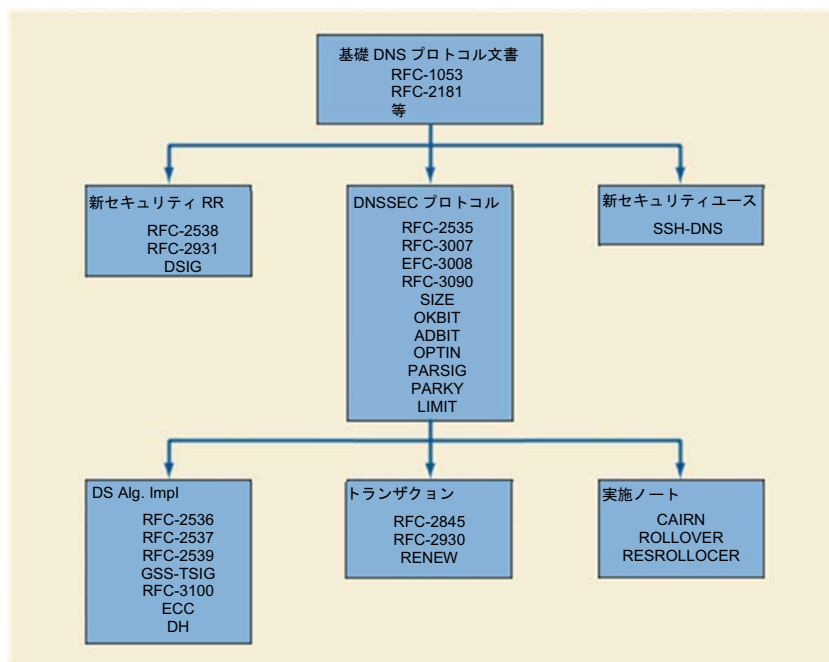 基礎 DNS プロトコル文書
RFC-1053
RFC-2181
等
新セキュリティ RR
RFC-2538
RFC-2931
DSIG
DNSSEC プロトコル
RFC-2535
RFC-3007
EFC-3008
RFC-3090
SIZE
OKBIT
ADBIT
OPTIN
PARSIG
PARKY
LIMIT
新セキュリティユース
SSH-DNS
DS Alg. Impl
RFC-2536
RFC-2537
RFC-2539
GSS-TSIG
RFC-3100
ECC
DH
トランザクョン
RFC-2845
RFC-2930
RENEW
実施ノート
CAIRN
ROLLOVER
RESROLLOCER